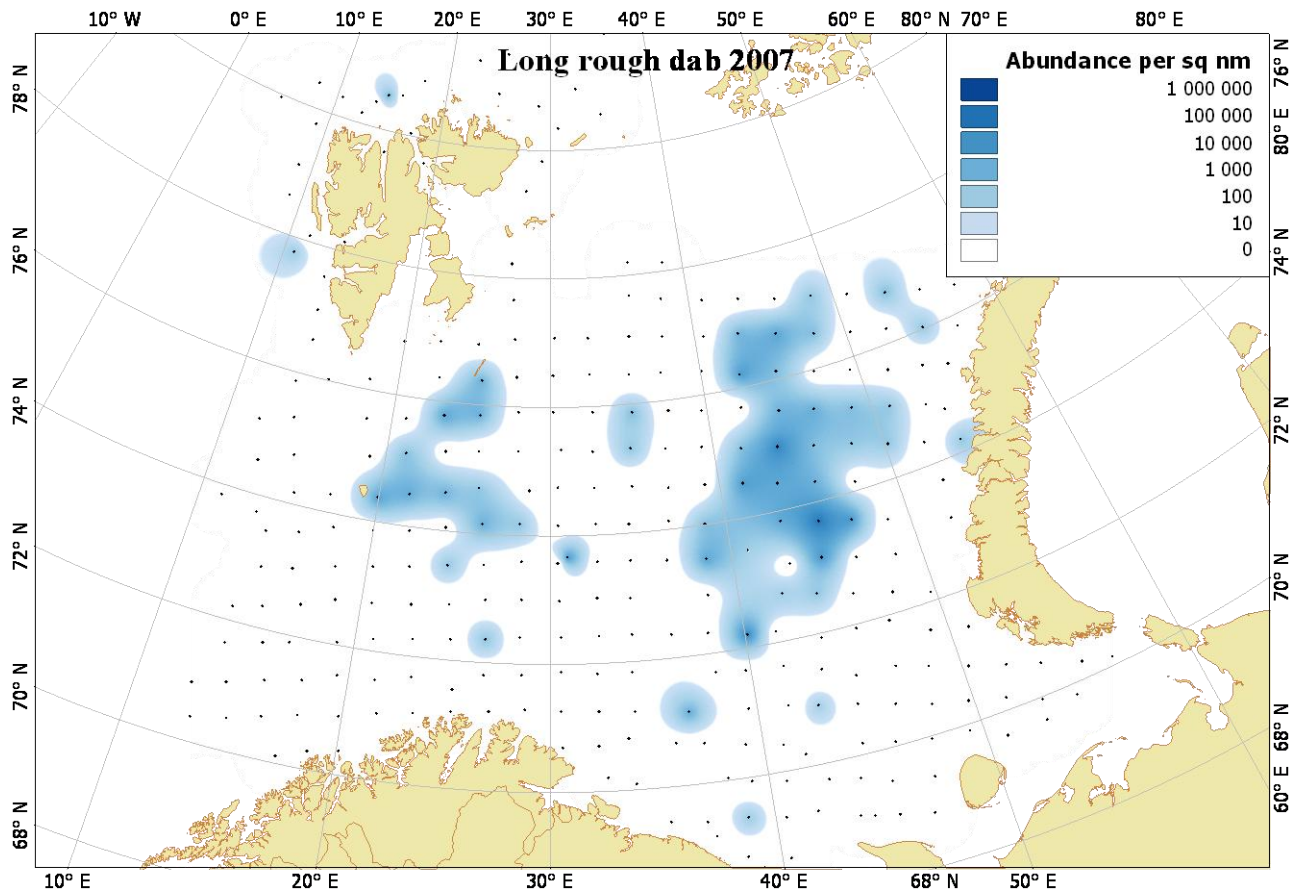 10° W 0° E 10° E 20° E 30° E 40° E 50° E 60° E 80° N 70° E 80° E
Long rough dab 2007
Abundance per sq nm
1 000 000
100 000
10 000
1 000
100
10
0
78° N
76° N
74° N
72° N
70° N
68° N
76° N
80° E
74° N
72° N
70° N
68° N
60° E
10° E 20° E 30° E 40° E 68° N 50° E